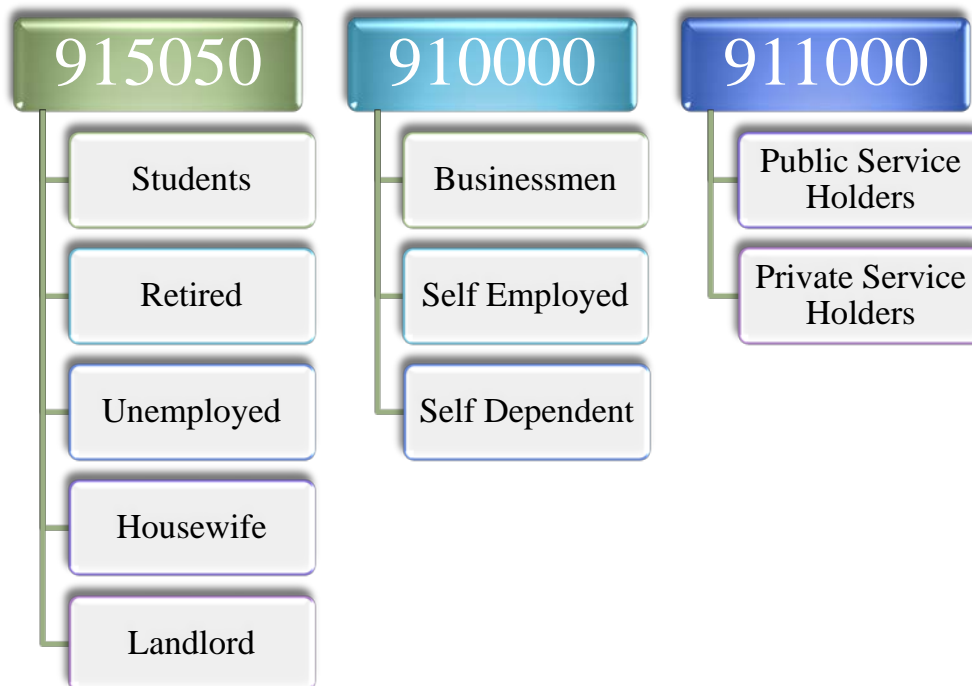 915050
Students
Retired
Unemployed
Housewife
Landlord
910000
Businessmen
Self Employed
Self Dependent
911000
Public Service
Holders
Private Service
Holders